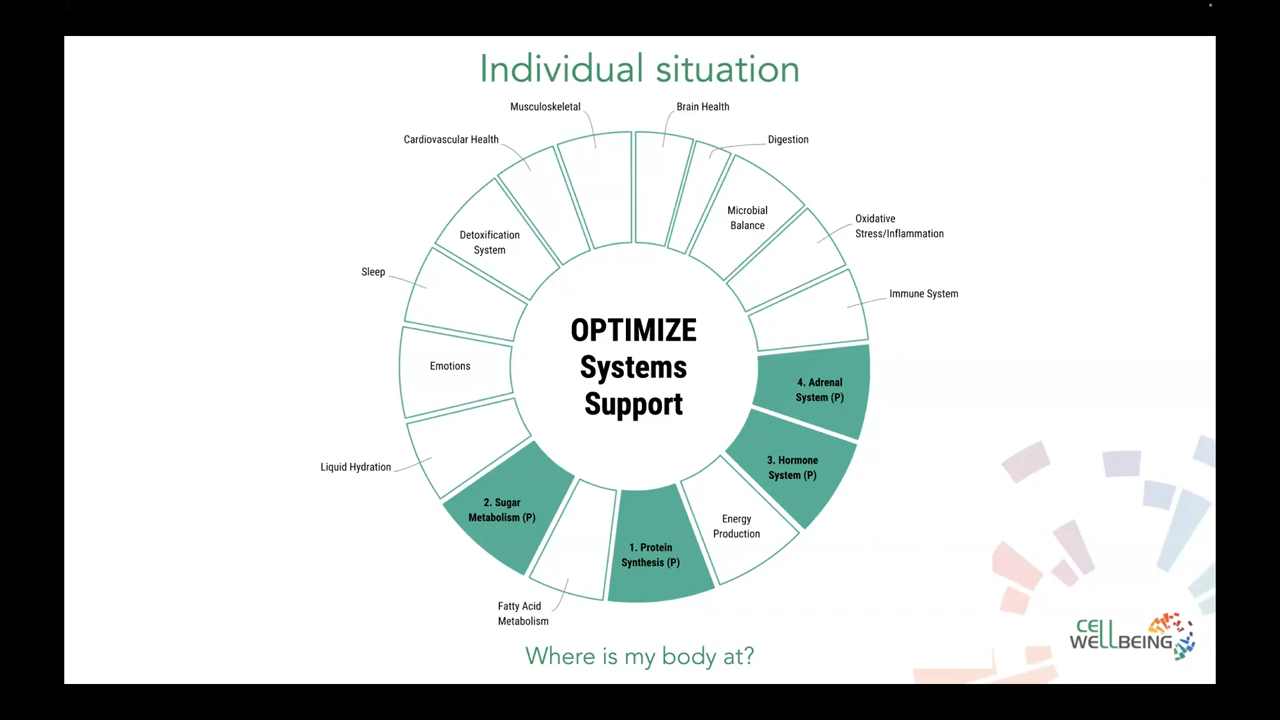 Individual situation
Musculoskeletal
Brain Health
Cardiovascular Health
Digestion
Microbial
Balance
Oxidative
Stress/Inflammation
Detoxification
System
Sleep
Immune System
OPTIMIZE
Systems
Support
Emotions
4. Adrenal
System (P)
Liquid Hydration
3. Hormone
System (P)
2. Sugar
Metabolism (P)
Energy
Production
1. Protein
Synthesis (P)
Fatty Acid
Metabolism
Where is my body at?
CELL
WELLBEING